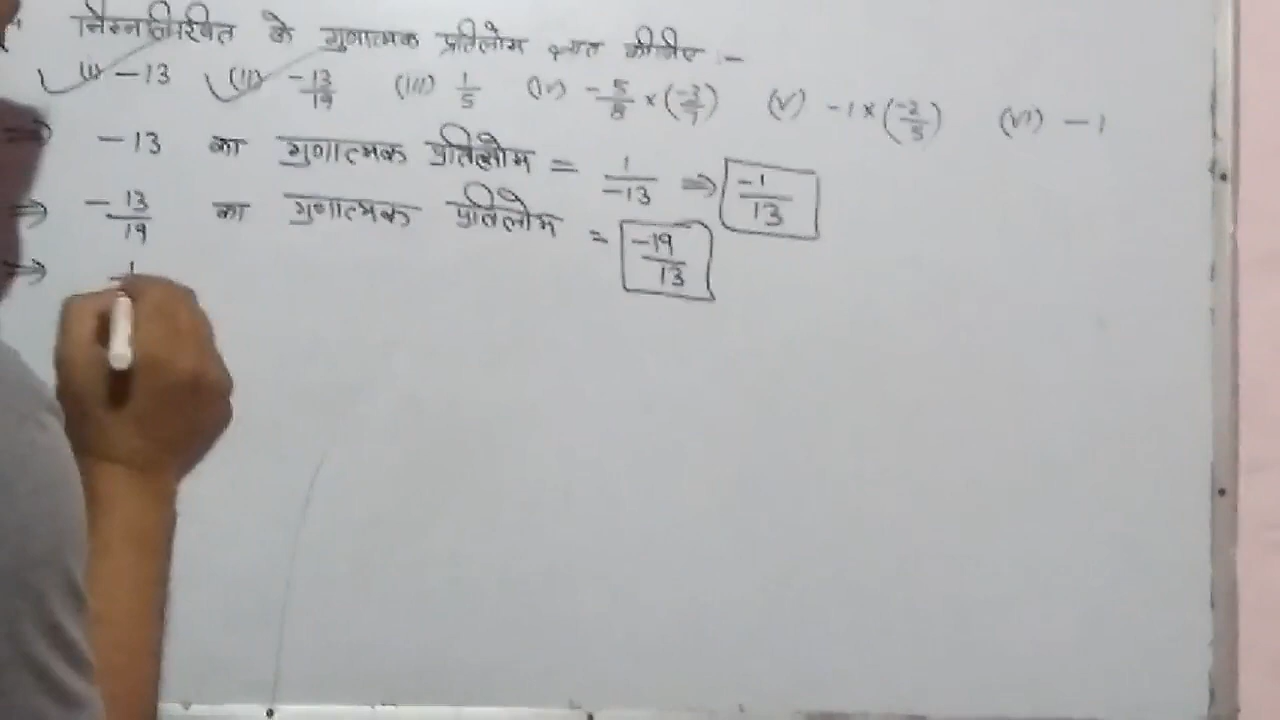 निम्नलिखित के गुणात्मक प्रतिलोम ज्ञात कीजिए :-
(i) -13 (ii) -13/19 (iii) 1/5 (iv) -5/8 × (-3/7) (v) -1 × (-2/5) (vi) -1
⇒ -13 का गुणात्मक प्रतिलोम = 1/-13 ⇒ -1/13
⇒ -13/19 का गुणात्मक प्रतिलोम = -19/13
⇒ 1